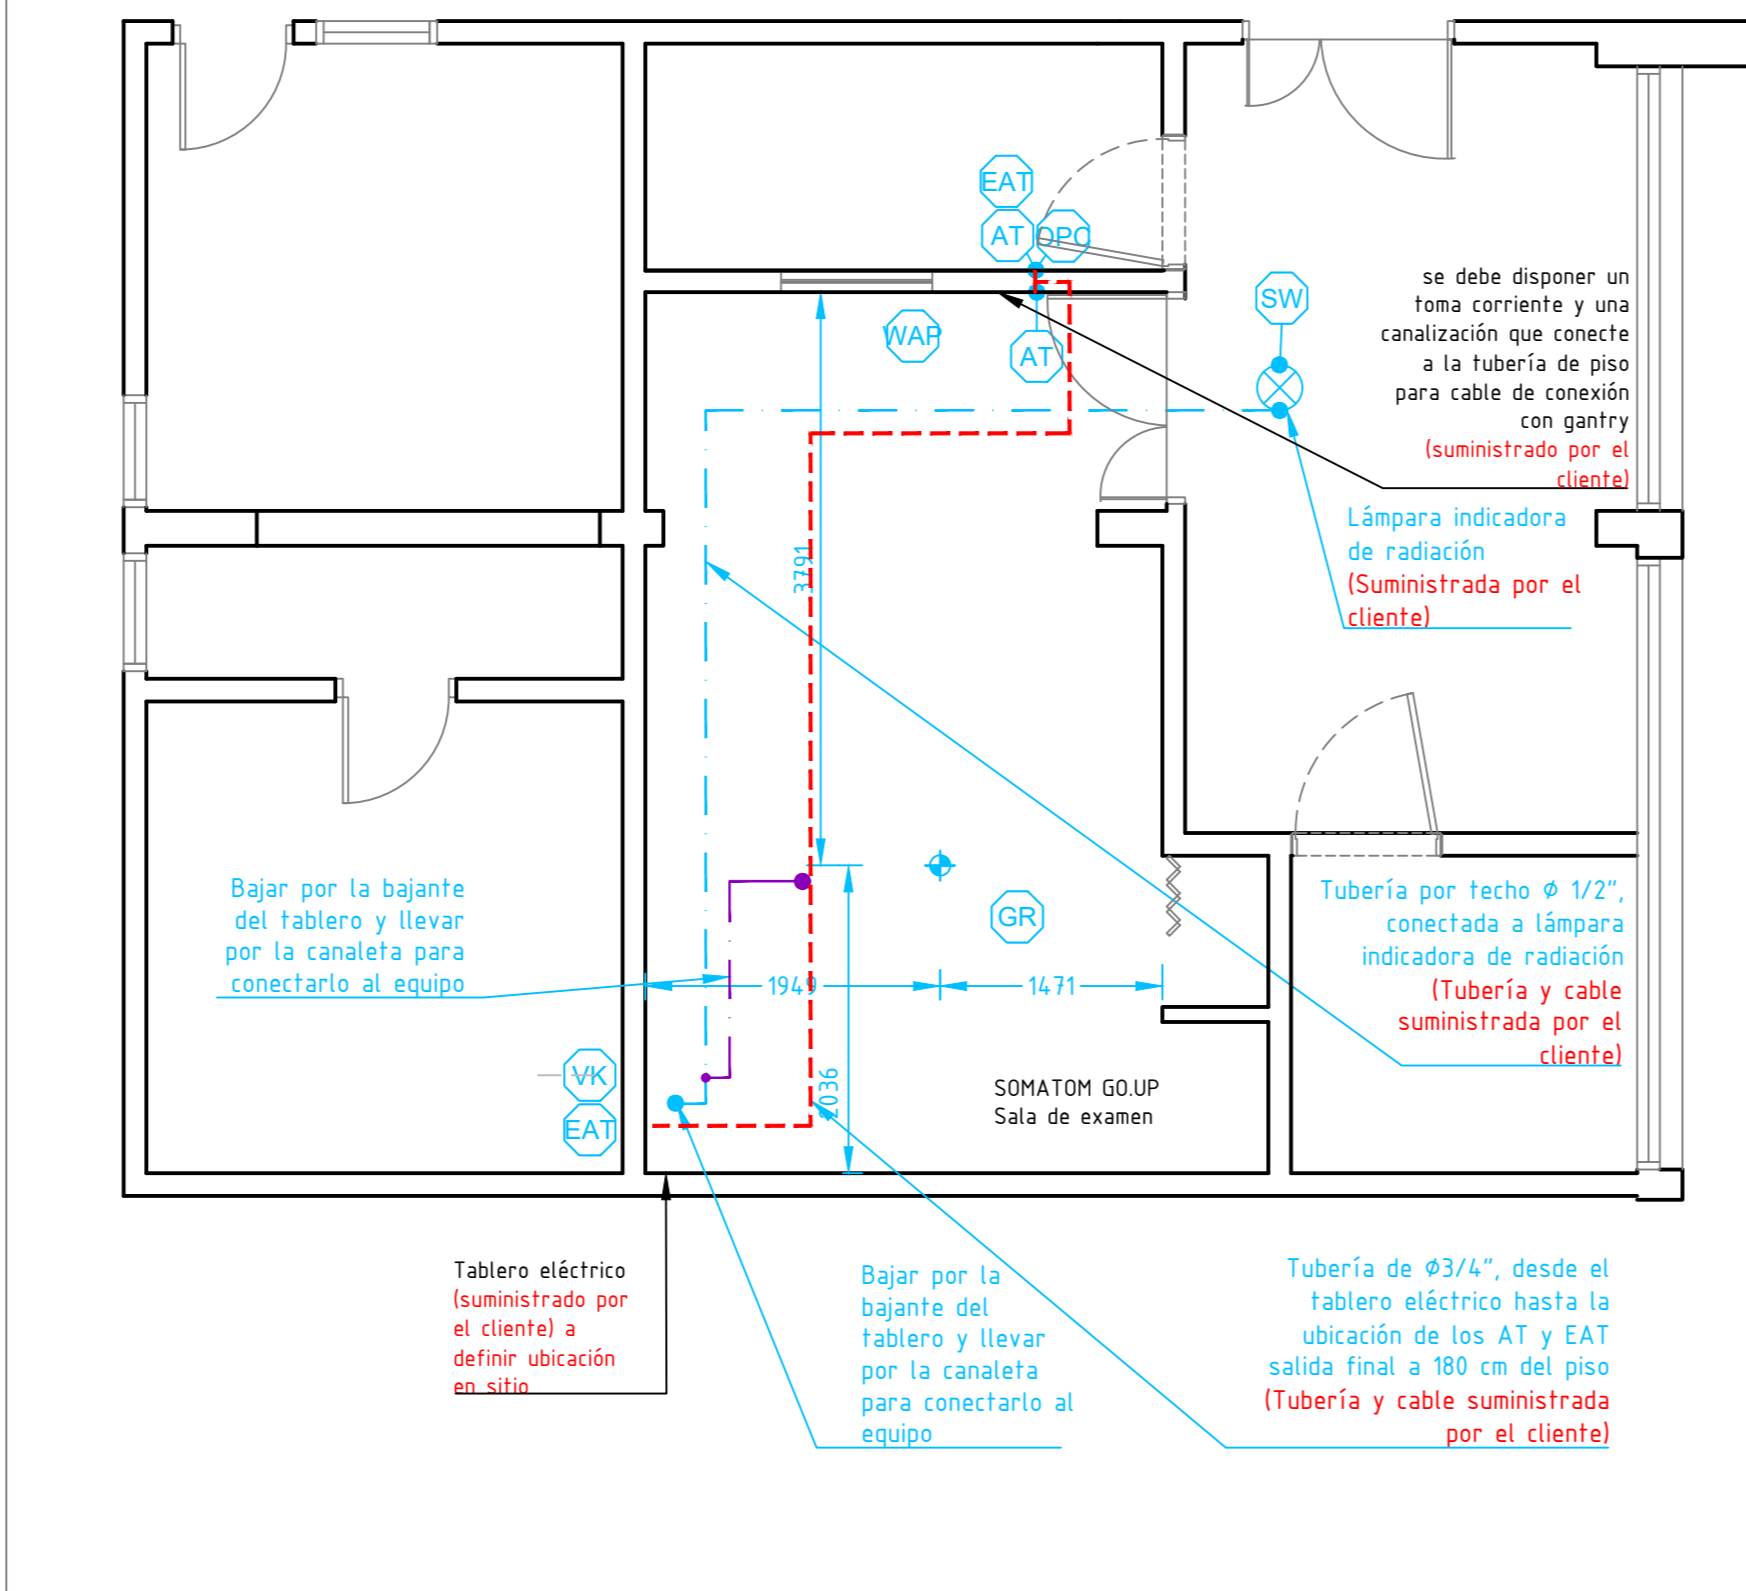 EAT
AT
OPC
WAP
AT
SW
se debe disponer un
toma corriente y una
canalización que conecte
a la tubería de piso
para cable de conexión
con gantry
(suministrado por el
cliente)
Lámpara indicadora
de radiación
(Suministrada por el
cliente)
3791
Bajar por la bajante
del tablero y llevar
por la canaleta para
conectarlo al equipo
GR
1949
1471
Tubería por techo Ø 1/2",
conectada a lámpara
indicadora de radiación
(Tubería y cable
suministrada por el
cliente)
VK
EAT
2036
SOMATOM GO.UP
Sala de examen
Tablero eléctrico
(suministrado por
el cliente) a
definir ubicación
en sitio
Bajar por la
bajante del
tablero y llevar
por la canaleta
para conectarlo al
equipo
Tubería de Ø3/4", desde el
tablero eléctrico hasta la
ubicación de los AT y EAT
salida final a 180 cm del piso
(Tubería y cable suministrada
por el cliente)